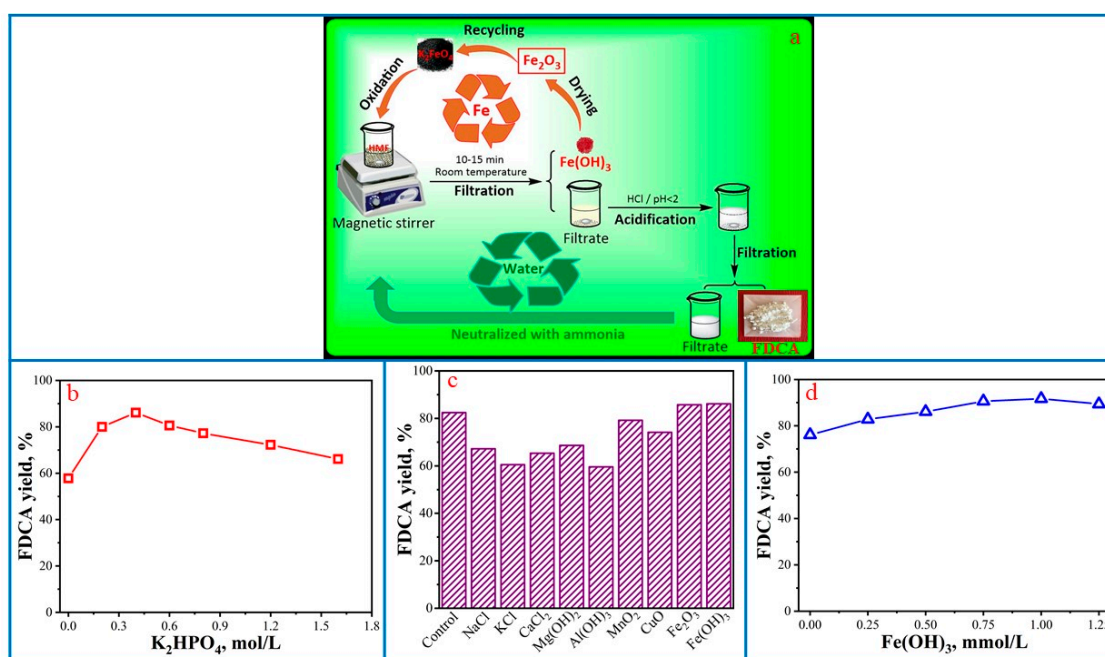 a
Recycling
K₂FeO₄
Fe₂O₃
Oxidation
Drying
Fe
HMF
10-15 min
Room temperature
Filtration
Fe(OH)₃
Magnetic stirrer
Filtrate
HCl / pH<2
Acidification
Filtration
Water
Neutralized with ammonia
Filtrate
FDCA
b
FDCA yield, %
100
80
60
40
20
0
0.0 0.3 0.6 0.9 1.2 1.5 1.8
K₂HPO₄, mol/L
c
FDCA yield, %
100
80
60
40
20
0
Control NaCl KCl CaCl₂ Mg(OH)₂ Al(OH)₃ MnO₂ CuO Fe₂O₃ Fe(OH)₃
d
FDCA yield, %
100
80
60
40
20
0
0.00 0.25 0.50 0.75 1.00 1.25
Fe(OH)₃, mmol/L